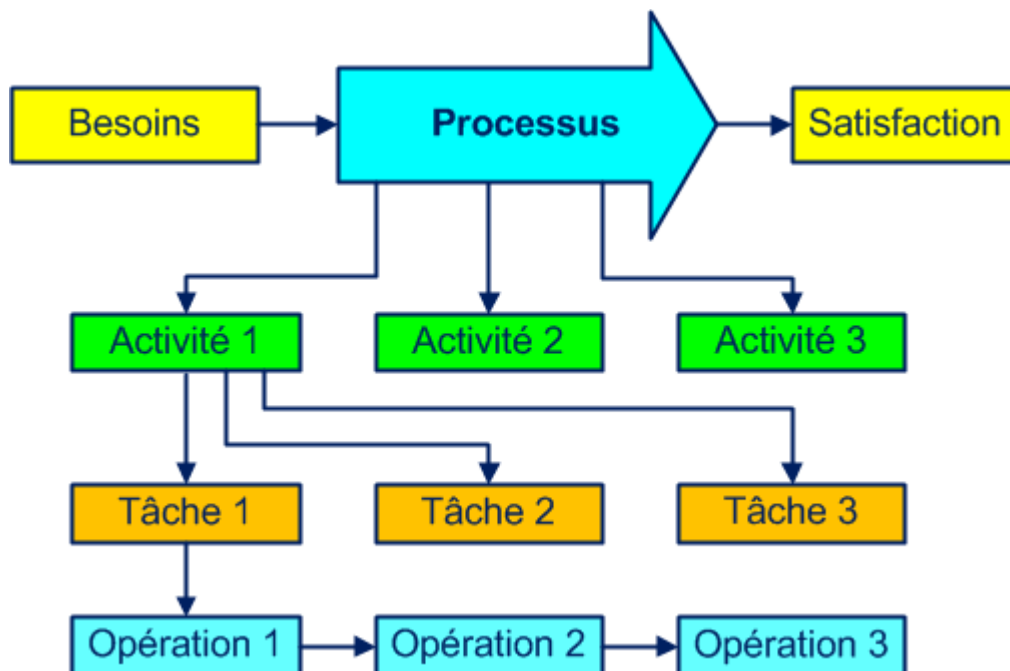 Besoins
Processus
Satisfaction
Activité 1
Activité 2
Activité 3
Tâche 1
Tâche 2
Tâche 3
Opération 1
Opération 2
Opération 3